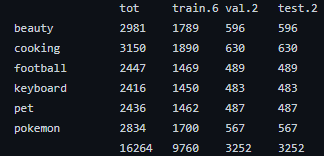 tot train.6 val.2 test.2
beauty 2981 1789 596 596
cooking 3150 1890 630 630
football 2447 1469 489 489
keyboard 2416 1450 483 483
pet 2436 1462 487 487
pokemon 2834 1700 567 567
16264 9760 3252 3252